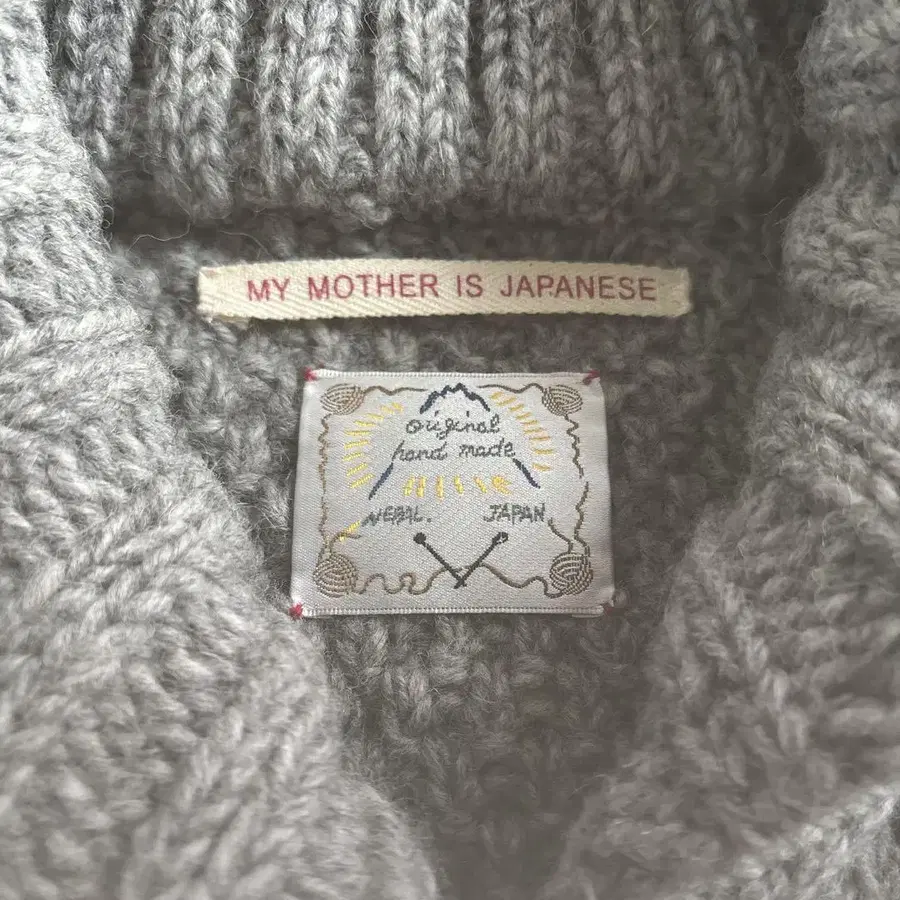 MY MOTHER IS JAPANESE
original
hand made
NEPAL. JAPAN